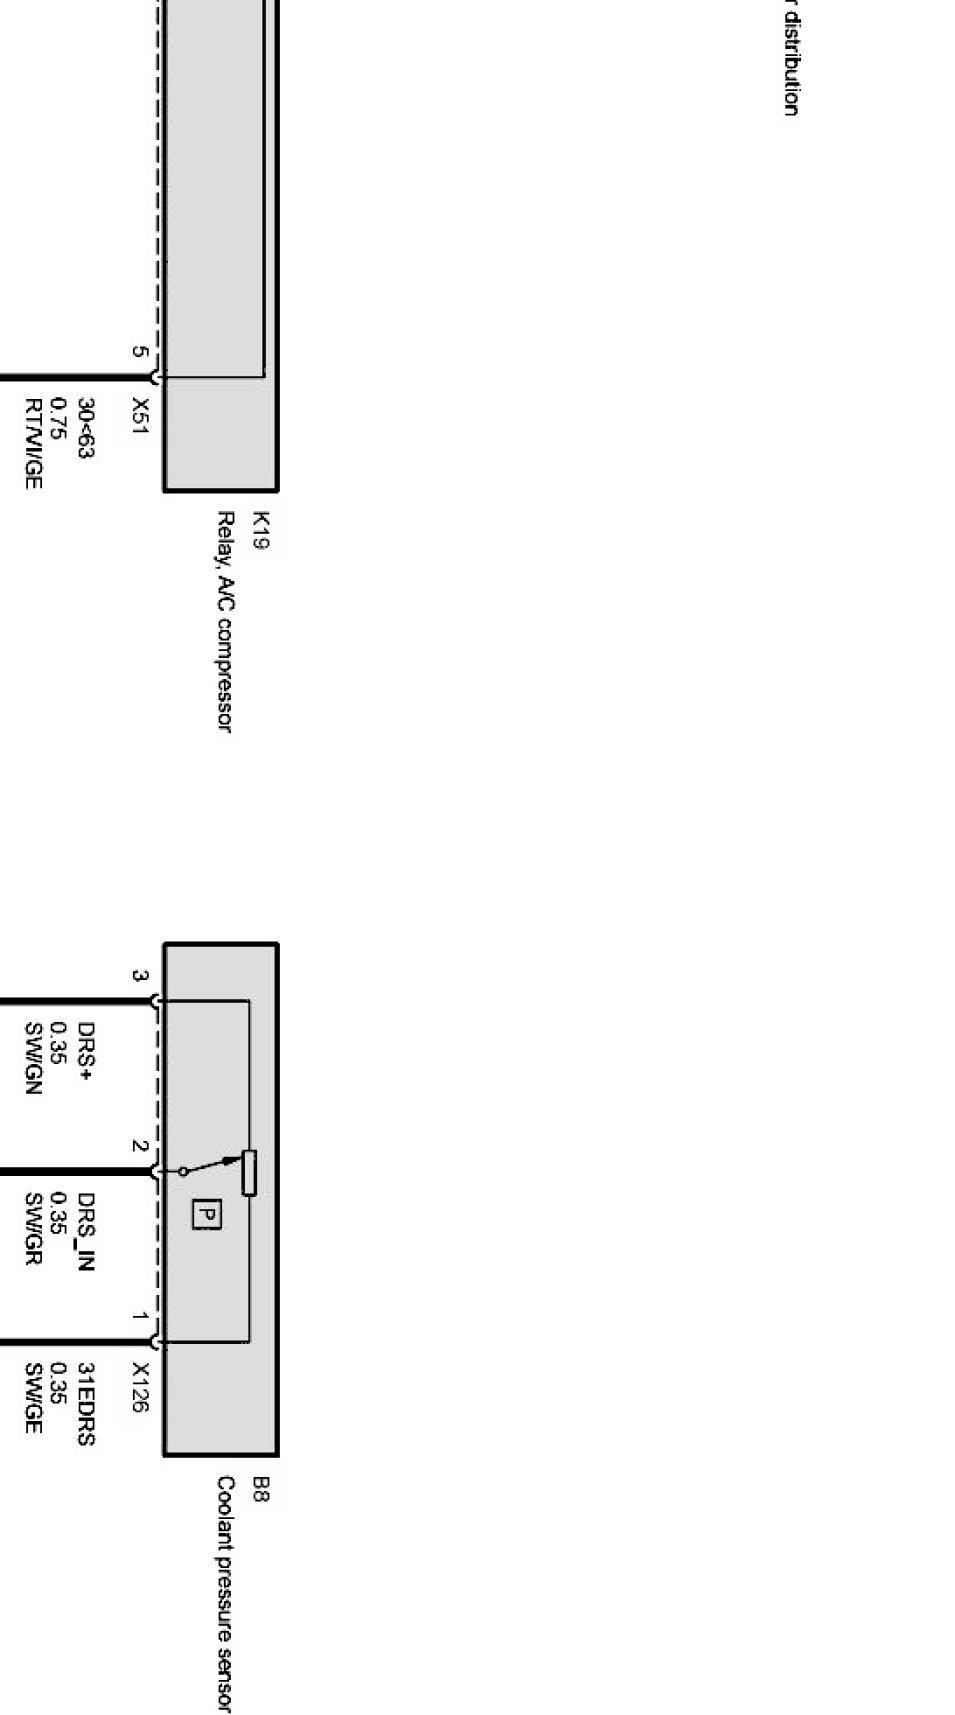 r distribution
K19
Relay, A/C compressor
5
X51
30<63
0.75
RT/VI/GE
B8
Coolant pressure sensor
P
3
2
1
X126
DRS+
0.35
SW/GN
DRS_IN
0.35
SW/GR
31EDRS
0.35
SW/GE